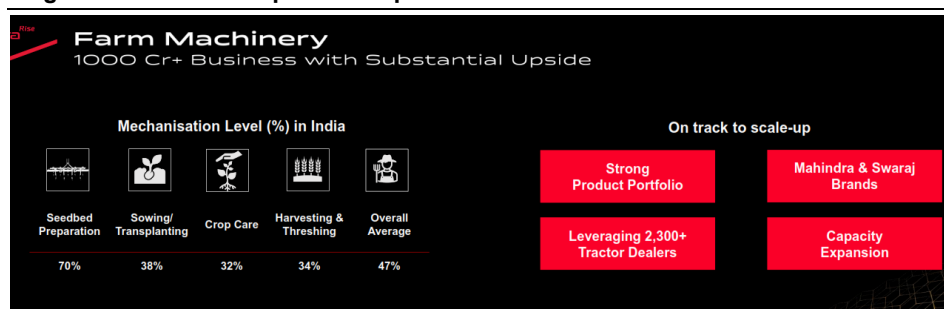 Rise
Farm Machinery
1000 Cr+ Business with Substantial Upside
Mechanisation Level (%) in India
Seedbed
Preparation
Sowing/
Transplanting
Crop Care
Harvesting &
Threshing
Overall
Average
70%
38%
32%
34%
47%
On track to scale-up
Strong
Product Portfolio
Mahindra & Swaraj
Brands
Leveraging 2,300+
Tractor Dealers
Capacity
Expansion